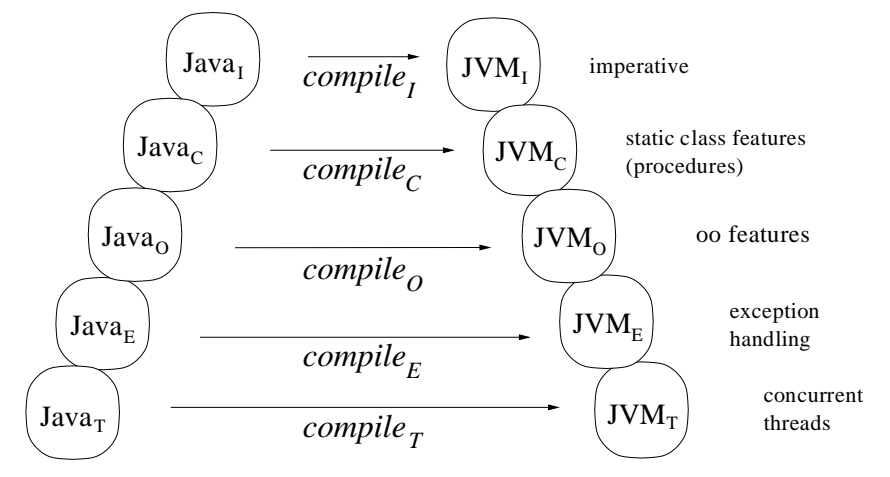 Java_I compile_I JVM_I imperative
Java_C compile_C JVM_C static class features
(procedures)
Java_O compile_O JVM_O oo features
Java_E compile_E JVM_E exception
handling
Java_T compile_T JVM_T concurrent
threads